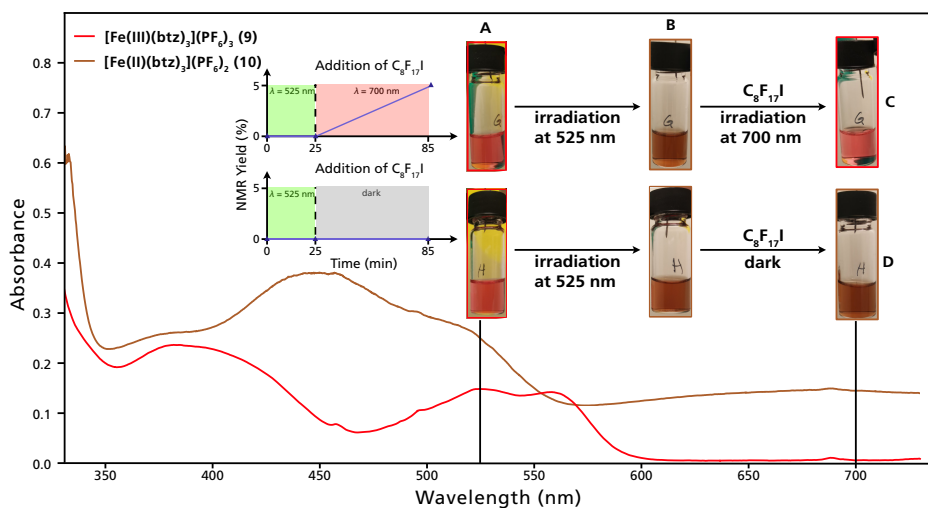 [Fe(III)(btz)₃](PF₆)₃ (9)
[Fe(II)(btz)₃](PF₆)₂ (10)
Absorbance
0.8
0.7
0.6
0.5
0.4
0.3
0.2
0.1
0.0
350
400
450
500
550
600
650
700
Wavelength (nm)
NMR Yield (%)
Addition of C₈F₁₇I
λ = 525 nm
λ = 700 nm
5
0
0
25
85
min
Addition of C₈F₁₇I
λ = 525 nm
dark
5
0
0
25
85
Time (min)
A
B
C
D
irradiation
at 525 nm
C₈F₁₇I
irradiation
at 700 nm
G
G
G
irradiation
at 525 nm
C₈F₁₇I
dark
H
H
H